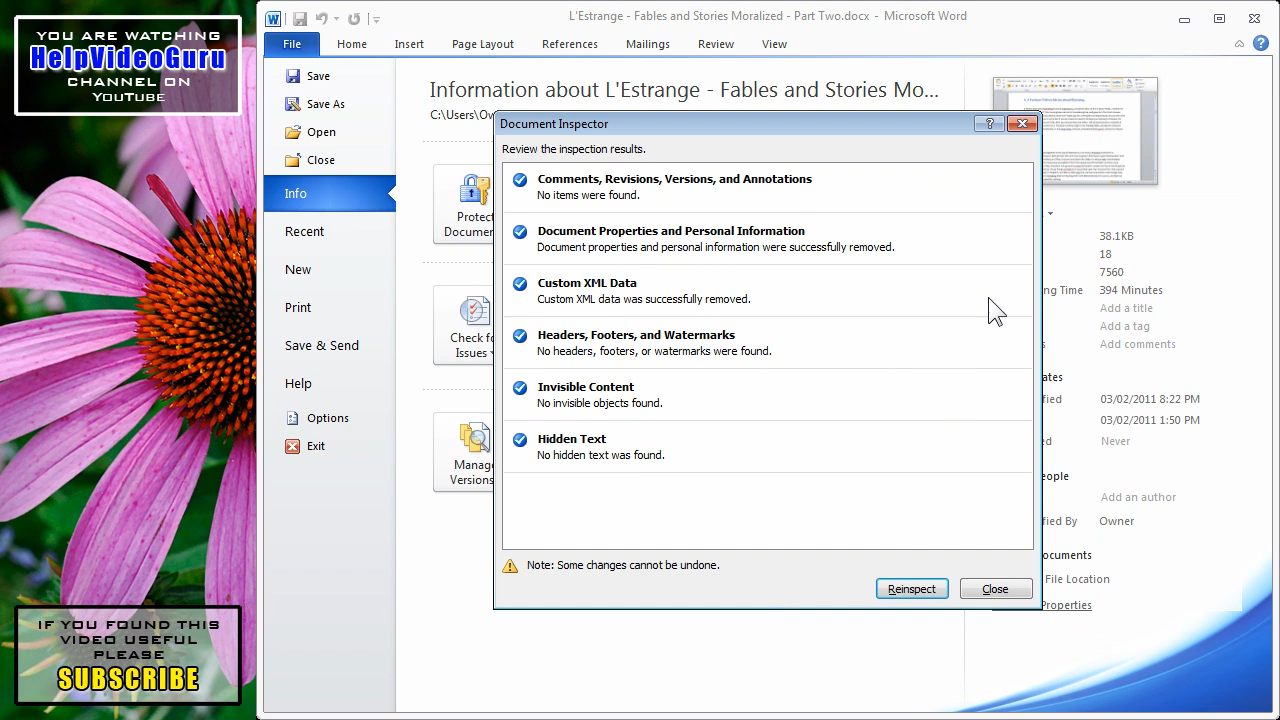 YOU ARE WATCHING
HelpVideoGuru
CHANNEL ON
YOUTUBE
IF YOU FOUND THIS
VIDEO USEFUL
PLEASE
SUBSCRIBE
L'Estrange - Fables and Stories Moralized - Part Two.docx - Microsoft Wo
File
Home
Insert
Page Layout
References
Review
View
Save
Save As
Open
Close
Info
Recent
New
Print
Save & Send
Help
Options
Exit
Information about L'Estrange - Fables and Stories Mo...
C:\Users\O
Protect
Document
Check for
Issues
Manage
Versions
Document Inspector
Review the inspection results.
Comments, Revisions, Versions, and Annotations
No items were found.
Document Properties and Personal Information
Document properties and personal information were successfully removed.
Custom XML Data
Custom XML data was successfully removed.
Headers, Footers, and Watermarks
No headers, footers, or watermarks were found.
Invisible Content
No invisible objects found.
Hidden Text
No hidden text was found.
Note: Some changes cannot be undone.
Reinspect
Close
38.1KB
18
7560
ng Time 394 Minutes
Add a title
Add a tag
s Add comments
ates
fied 03/02/2011 8:22 PM
03/02/2011 1:50 PM
Never
eople
Add an author
fied By Owner
ocuments
File Location
Properties